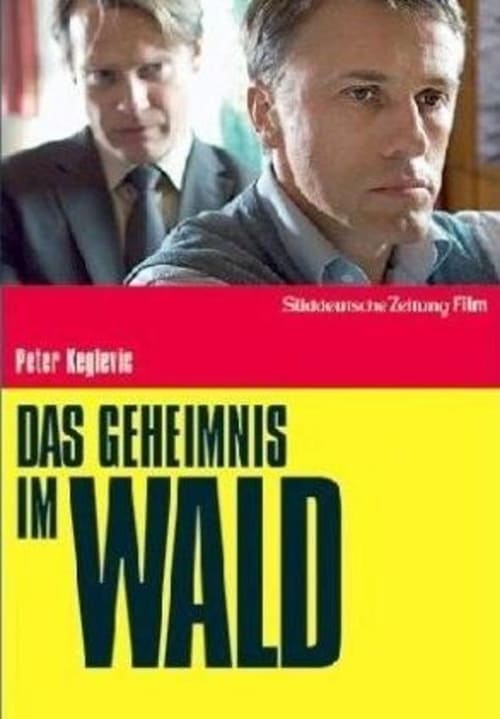 Süddeutsche Zeitung Film
Peter Keglevic
DAS GEHEIMNIS
IM
WALD